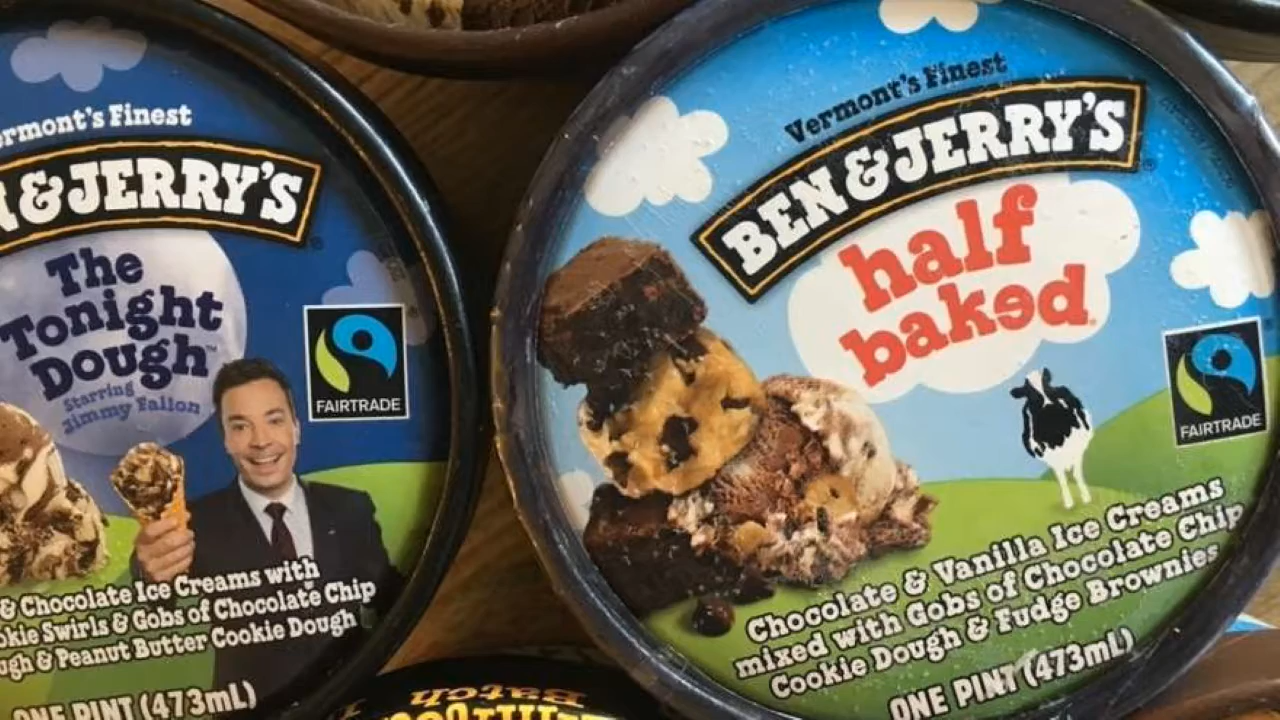 Vermont's Finest
& JERRY'S
The
Tonight
Dough™
Starring
Jimmy Fallon
FAIRTRADE
& Chocolate Ice Creams with
Swirls & Gobs of Chocolate Chip
& Peanut Butter Cookie Dough
ONE PINT (473mL)
Vermont's Finest
BEN & JERRY'S
half
baked
FAIRTRADE
Chocolate & Vanilla Ice Creams
mixed with Gobs of Chocolate Chip
Cookie Dough & Fudge Brownies
ONE PINT (473mL)
Batch